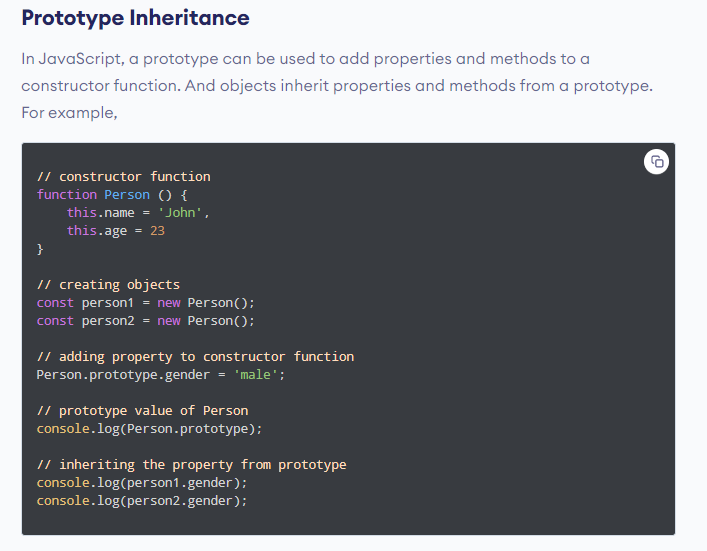 Prototype Inheritance
In JavaScript, a prototype can be used to add properties and methods to a
constructor function. And objects inherit properties and methods from a prototype.
For example,
// constructor function
function Person () {
    this.name = 'John',
    this.age = 23
}
// creating objects
const person1 = new Person();
const person2 = new Person();
// adding property to constructor function
Person.prototype.gender = 'male';
// prototype value of Person
console.log(Person.prototype);
// inheriting the property from prototype
console.log(person1.gender);
console.log(person2.gender);